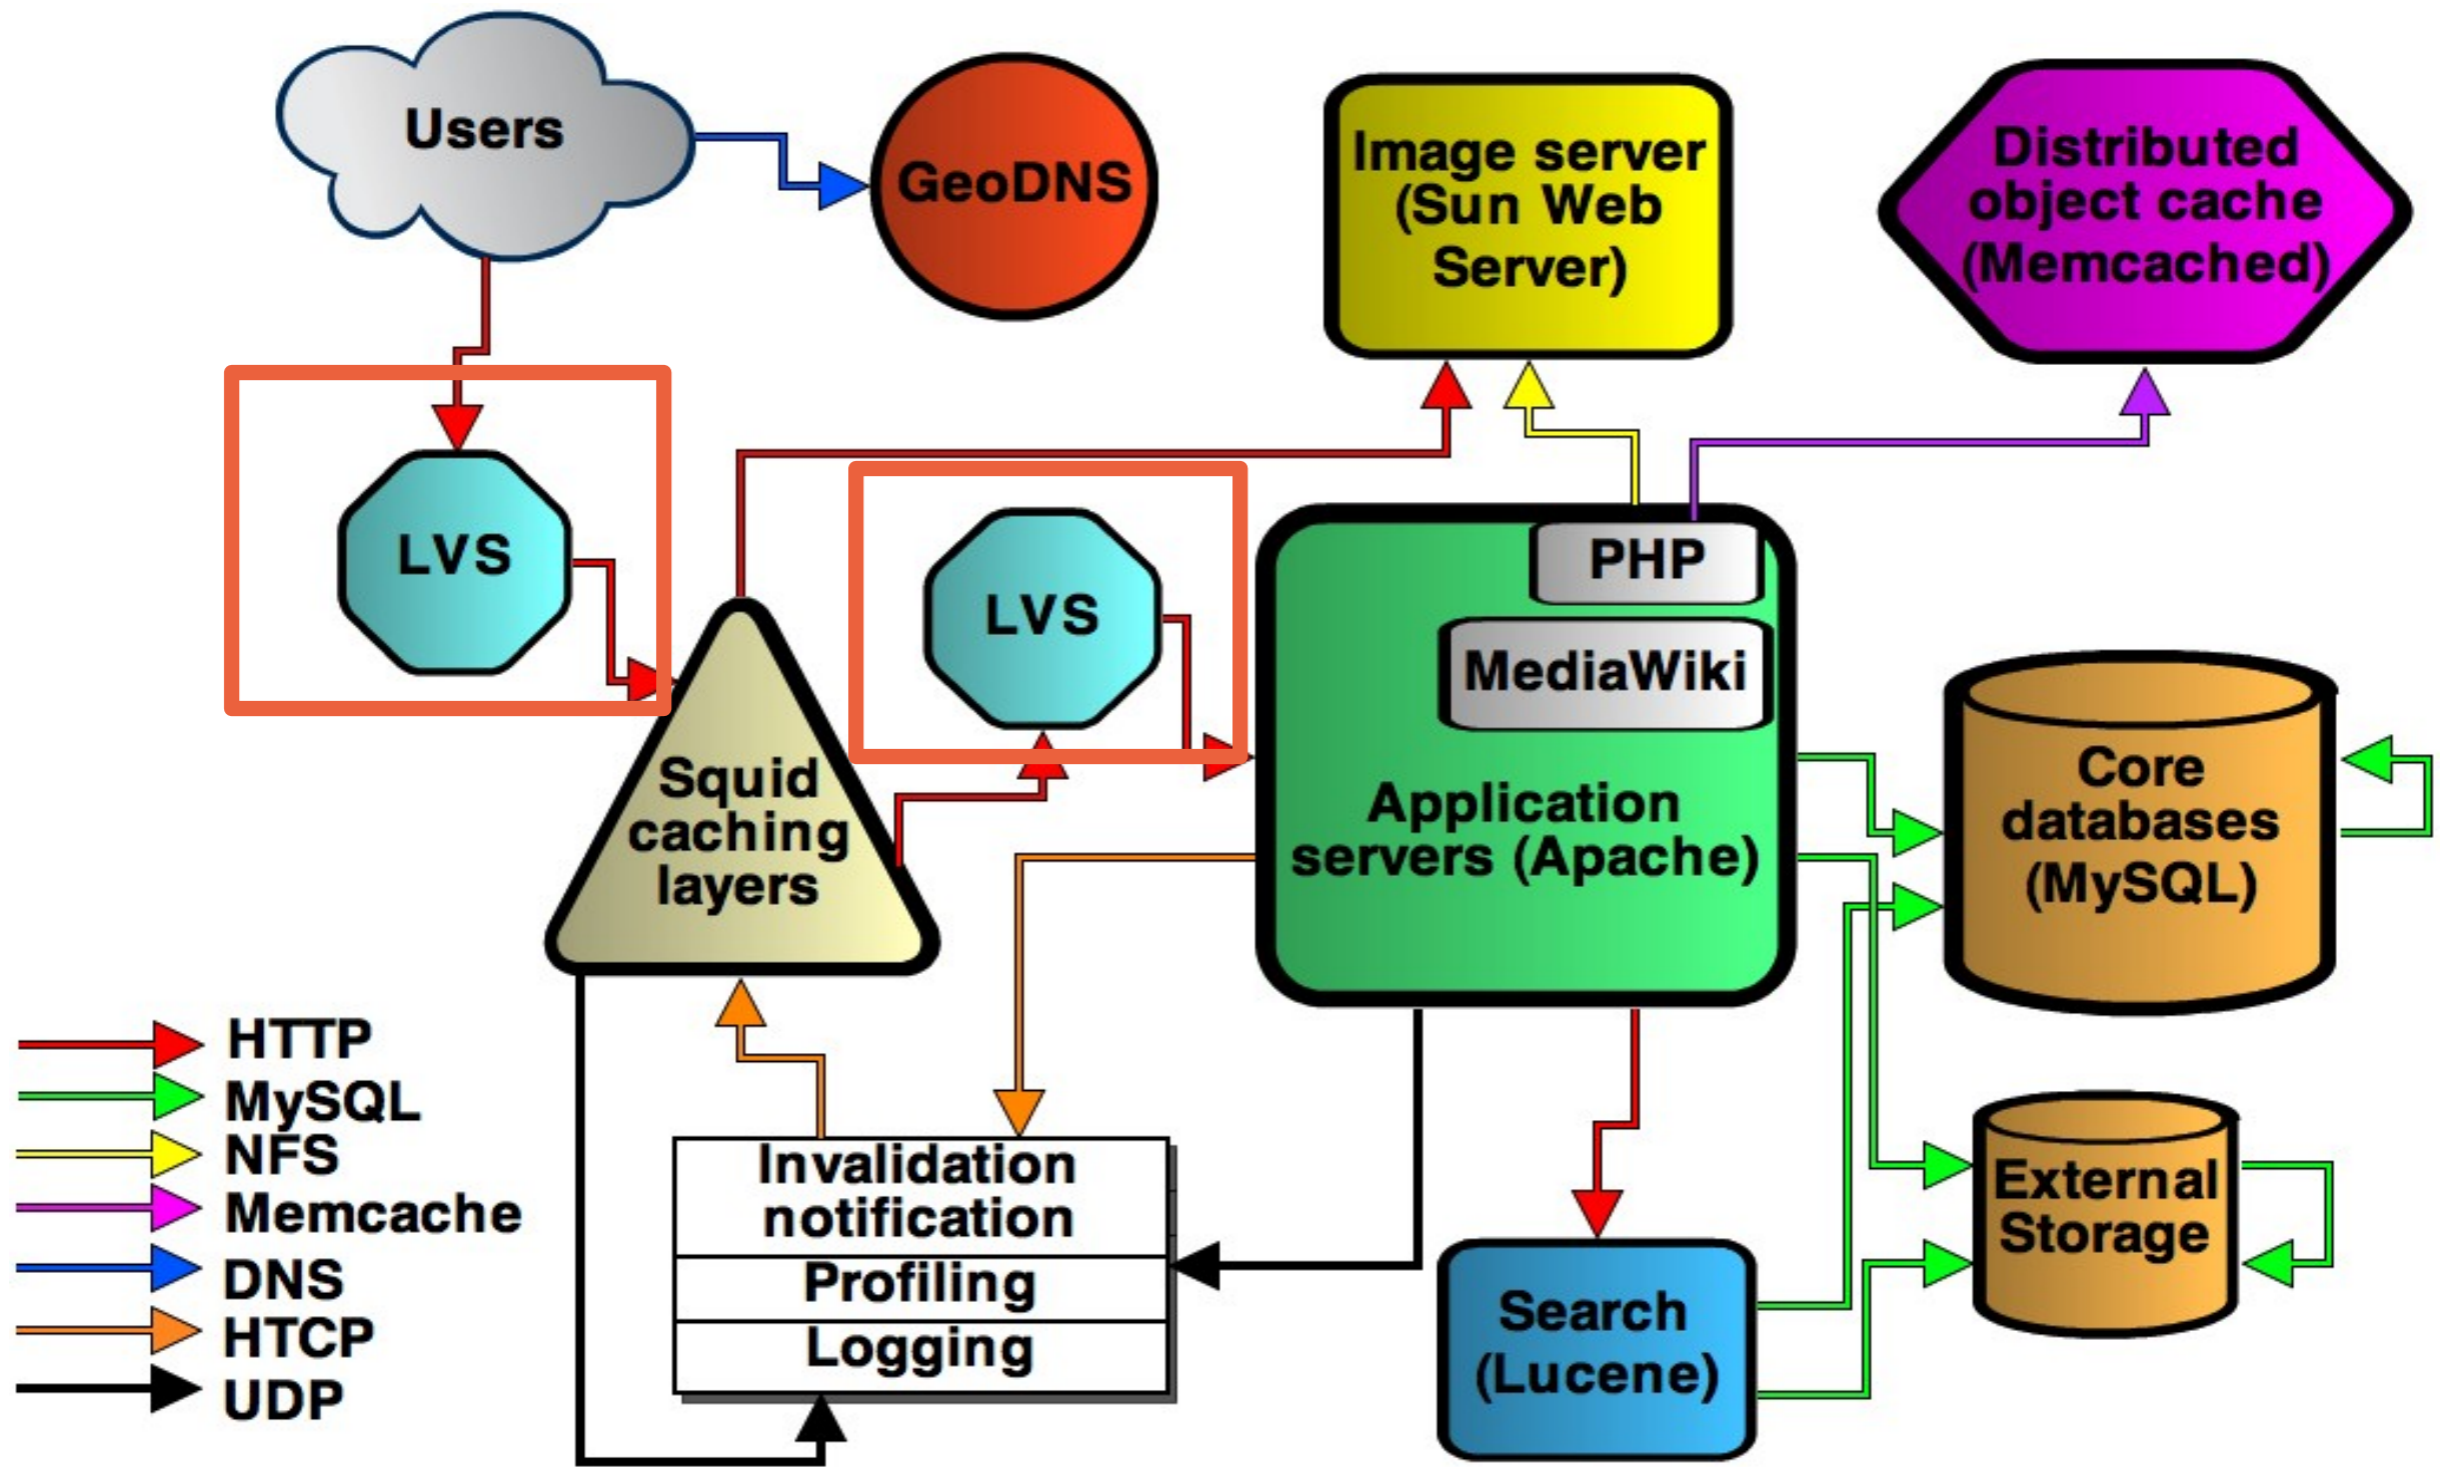 Users
GeoDNS
Image server
(Sun Web
Server)
Distributed
object cache
(Memcached)
LVS
LVS
PHP
MediaWiki
Application
servers (Apache)
Squid
caching
layers
Core
databases
(MySQL)
Invalidation
notification
Profiling
Logging
Search
(Lucene)
External
Storage
HTTP
MySQL
NFS
Memcache
DNS
HTCP
UDP